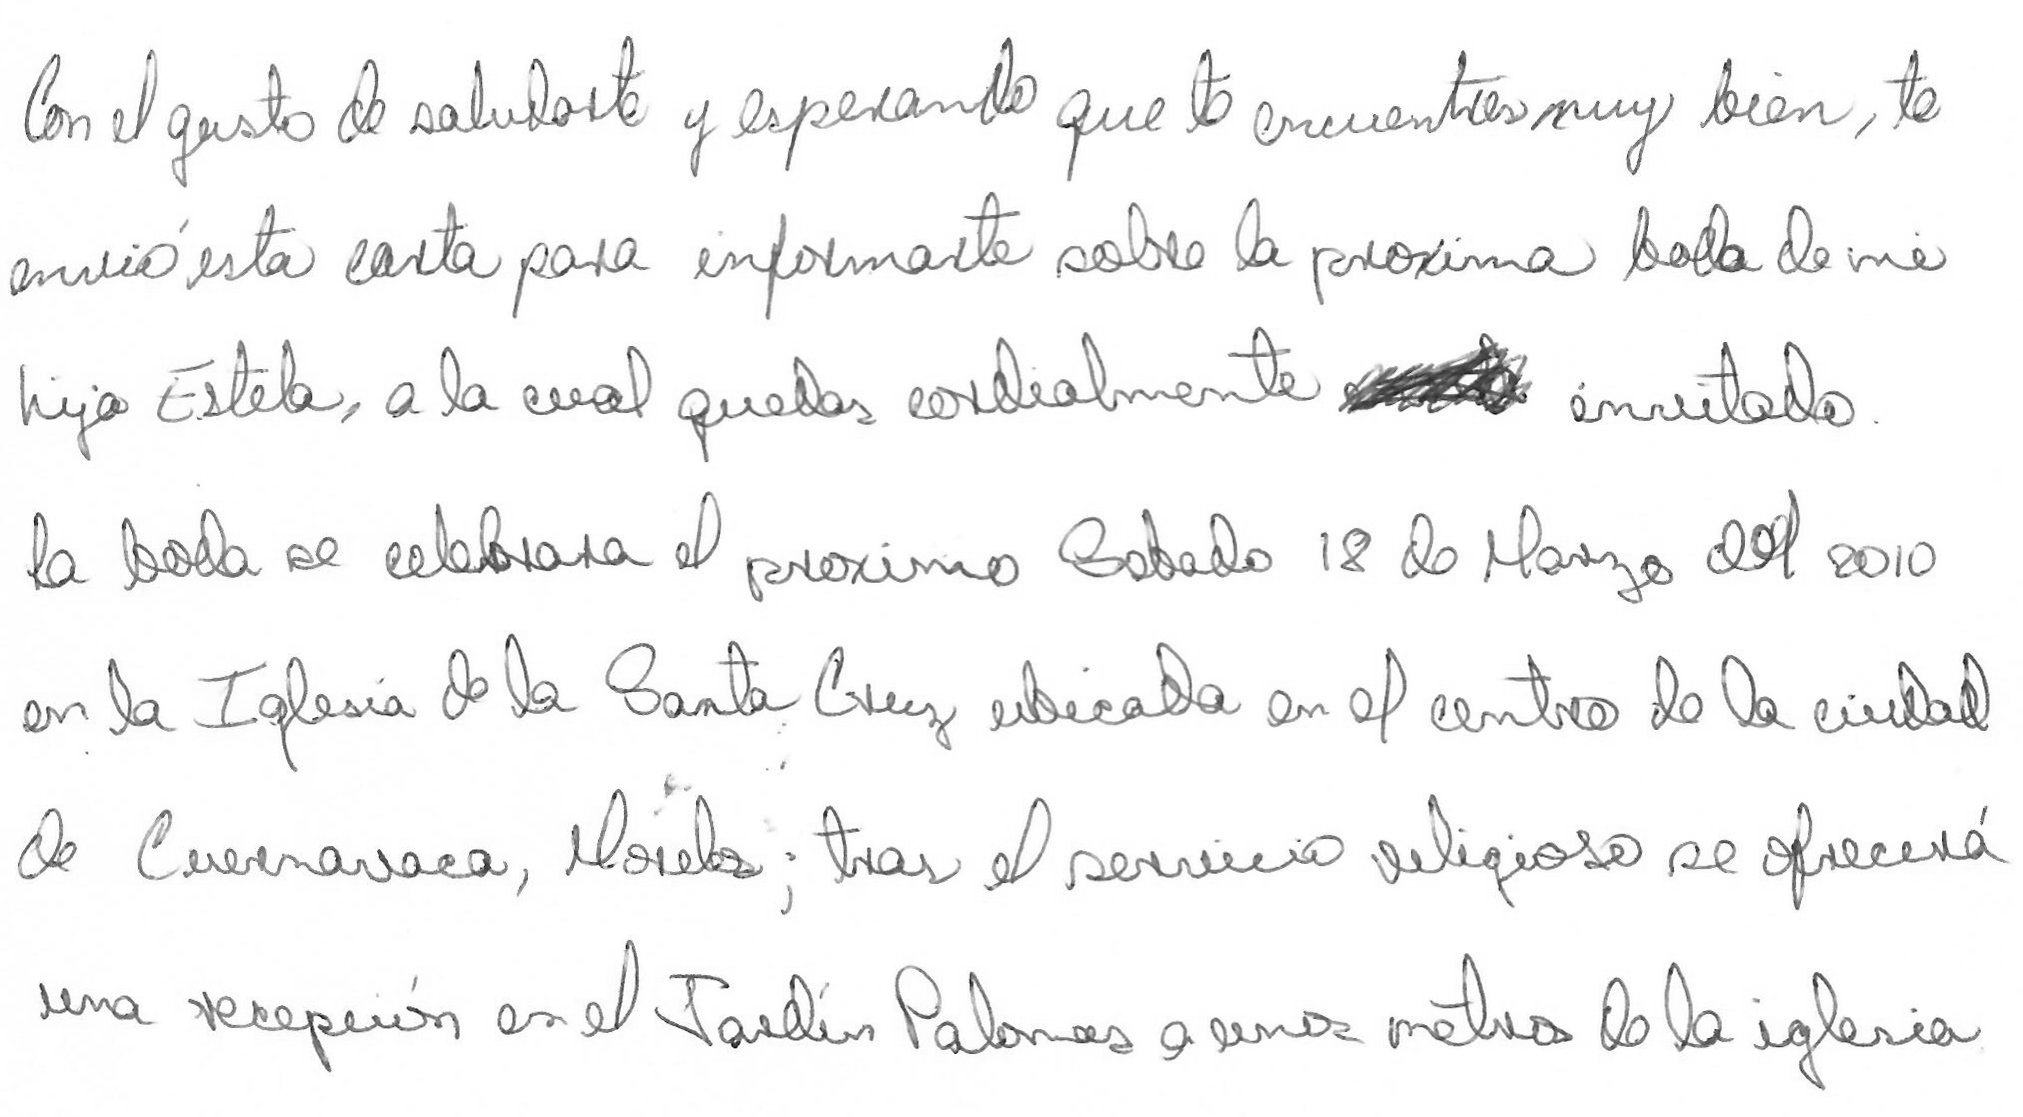 Con el gusto de saludarte y esperando que te encuentres muy bien, te
envió esta carta para informarte sobre la proxima boda de mi
hija Estela, a la cual quedas cordialmente invitado.
la boda se celebrara el proximo Sabado 18 de Marzo del 2010
en la Iglesia de la Santa Cruz ubicada en el centro de la ciudad
de Cuernavaca, Morelos; tras el servicio religioso se ofrecerá
una recepción en el Jardín Palomas a unos metros de la iglesia